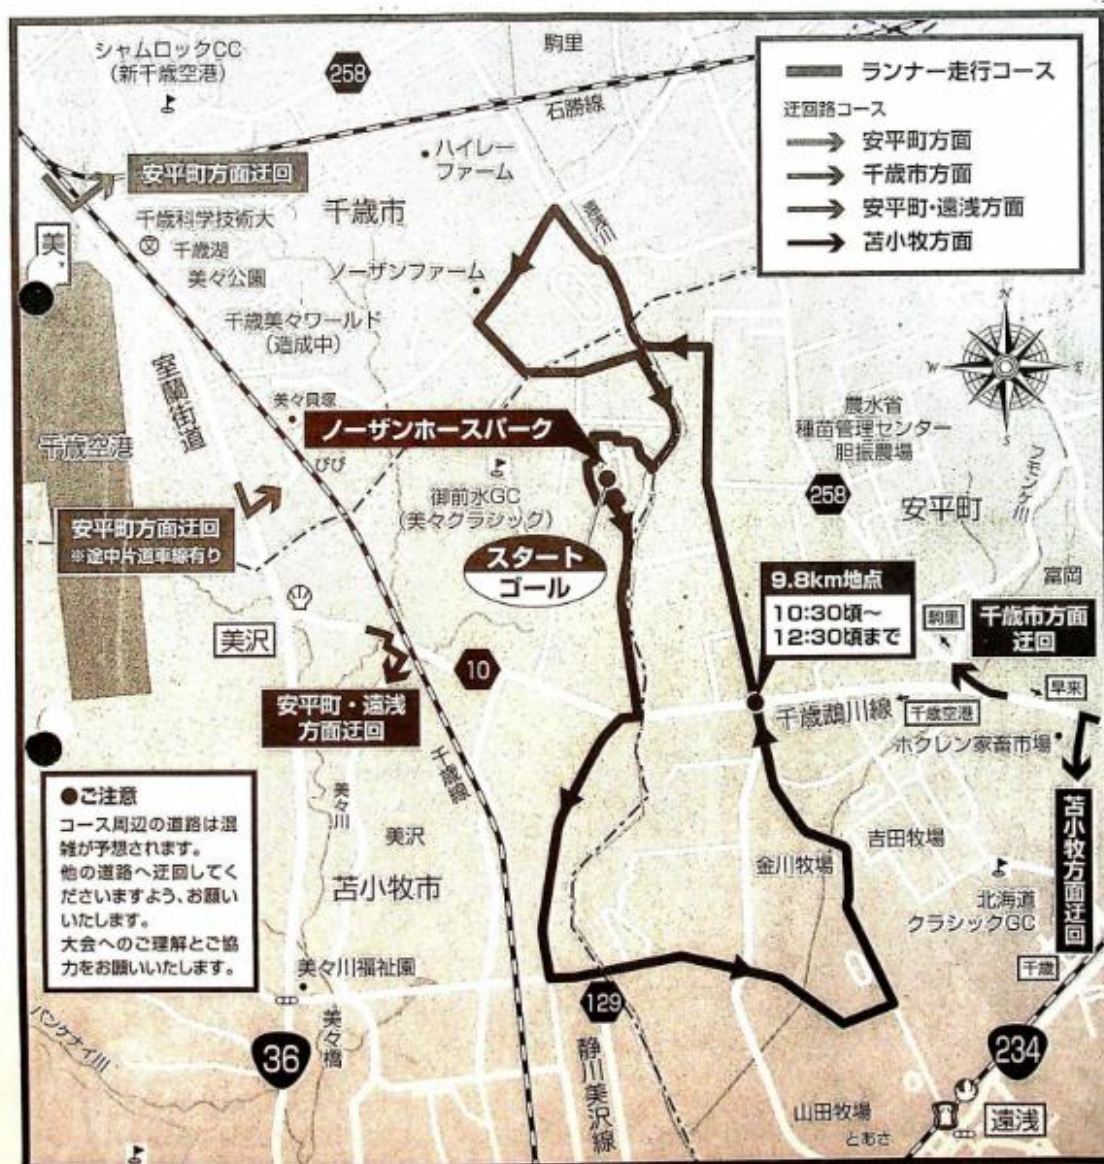 シャムロックCC
(新千歳空港)
258
駒里
石勝線
ランナー走行コース
迂回路コース
安平町方面
千歳市方面
安平町・遠浅方面
苫小牧方面
安平町方面迂回
ハイレー
ファーム
千歳市
千歳科学技術大
千歳湖
美々公園
美
ノーザンファーム
千歳美々ワールド
(造成中)
室蘭街道
美々貝塚
びび
千歳空港
ノーザンホースパーク
御前水GC
(美々クラシック)
N
W
E
S
農水省
種苗管理センター
胆振農場
258
安平町
フモンケ川
富岡
安平町方面迂回
※途中片道車線有り
スタート
ゴール
9.8km地点
10:30頃～
12:30頃まで
駒里
千歳市方面
迂回
早来
美沢
10
安平町・遠浅
方面迂回
千歳線
千歳鵡川線
千歳空港
ホクレン家畜市場
苫小牧方面迂回
●ご注意
コース周辺の道路は混
雑が予想されます。
他の道路へ迂回してく
ださいますよう、お願い
いたします。
大会へのご理解とご協
力をお願いいたします。
美々川
美沢
苫小牧市
吉田牧場
金川牧場
北海道
クラシックGC
千歳
美々川福祉園
129
静川美沢線
パンケナイ川
36
美々橋
234
山田牧場
とあさ
遠浅